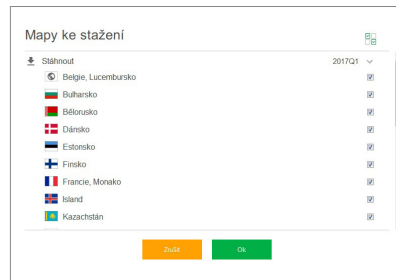 Mapy ke stažení
Stáhnout 2017Q1
Belgie, Lucembursko
Bulharsko
Bělorusko
Dánsko
Estonsko
Finsko
Francie, Monako
Island
Kazachstán
Zrušit Ok